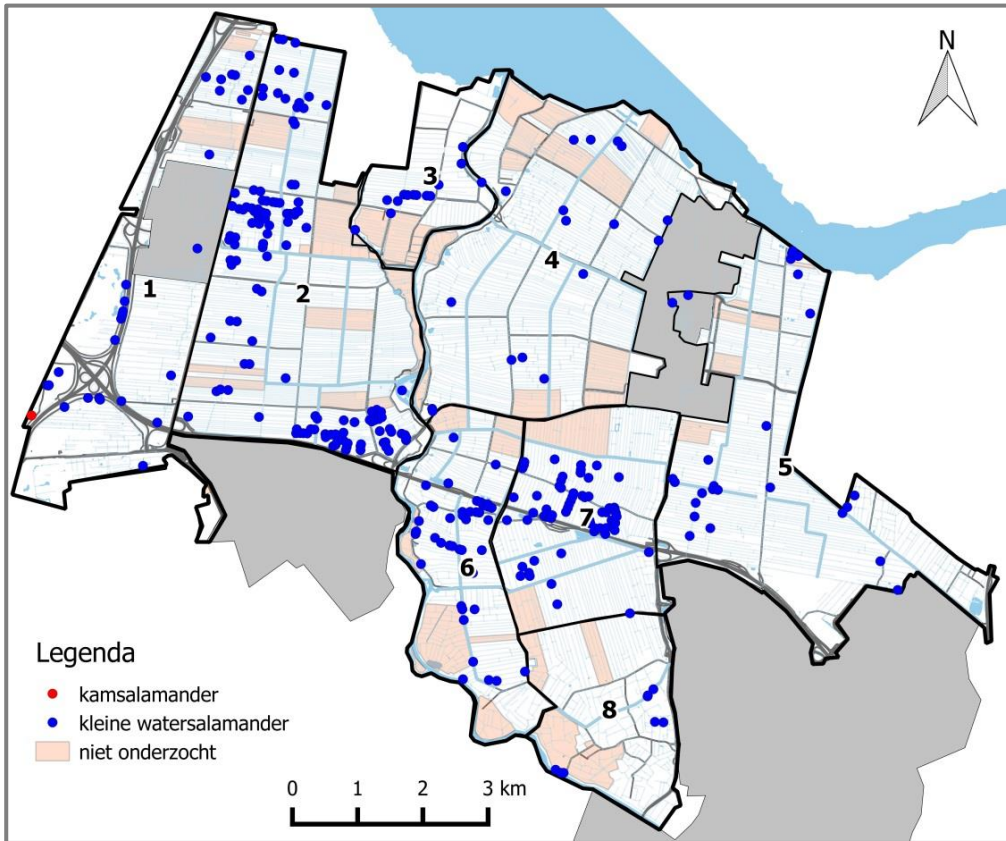 N
3
4
1
2
5
7
6
8
Legenda
kamsalamander
kleine watersalamander
niet onderzocht
0 1 2 3 km